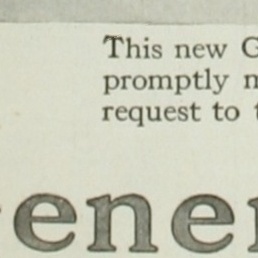 This new G
promptly
request to
ener